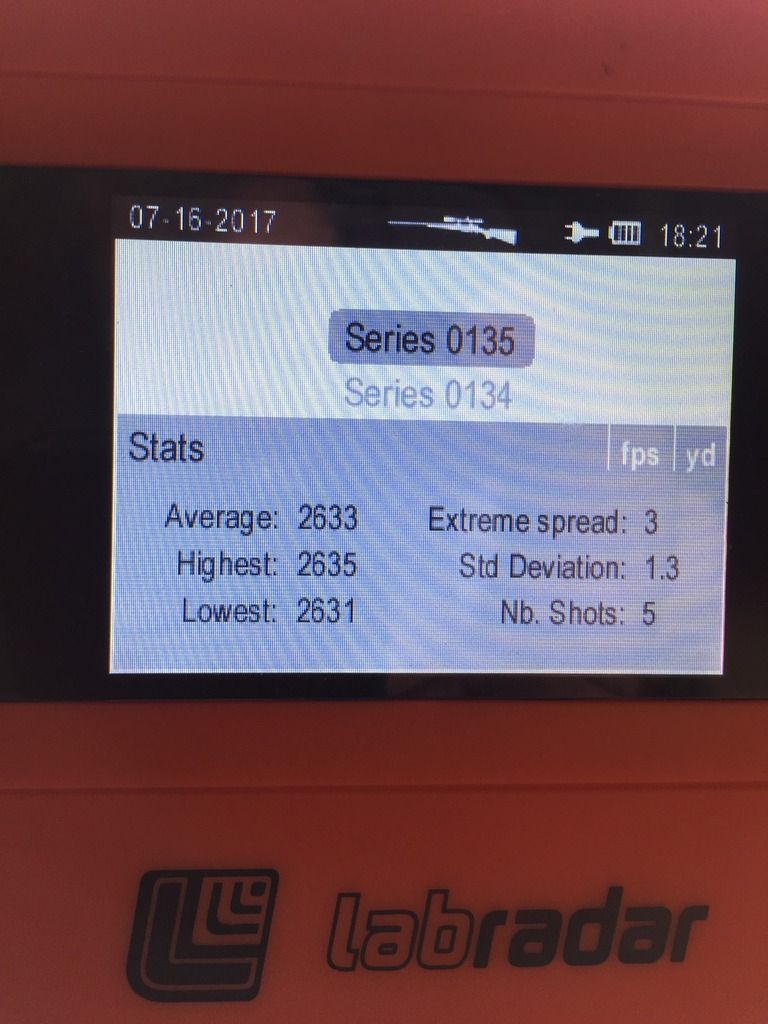 07-16-2017 18:21
Series 0135
Series 0134
Stats fps yd
Average: 2633 Extreme spread: 3
Highest: 2635 Std Deviation: 1.3
Lowest: 2631 Nb. Shots: 5
labradar